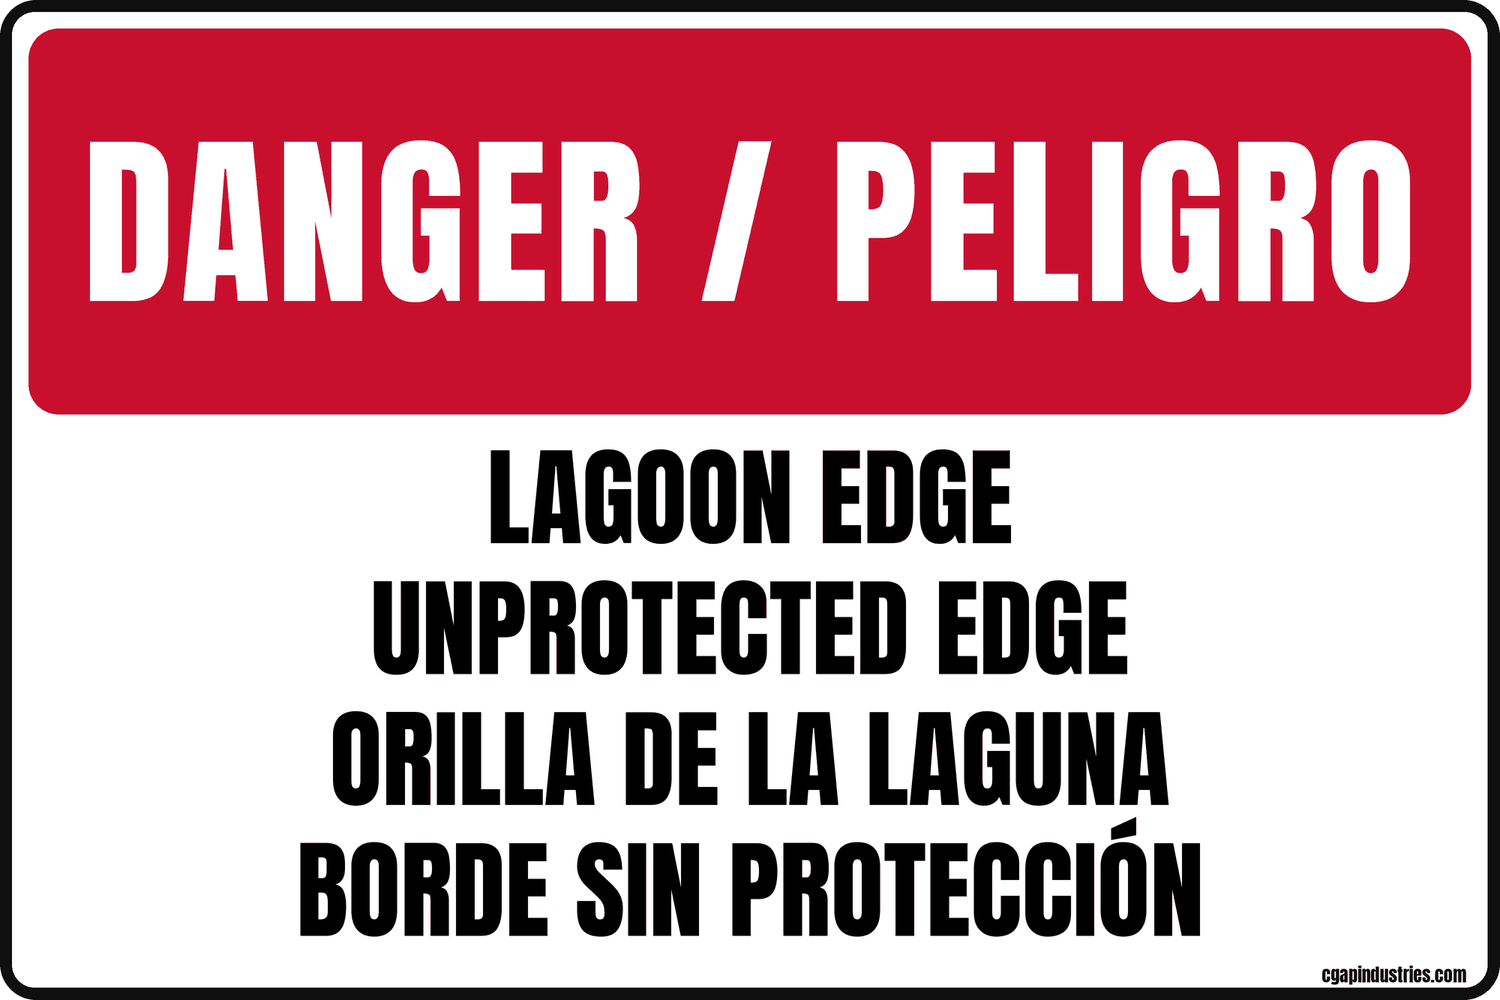 DANGER / PELIGRO
LAGOON EDGE
UNPROTECTED EDGE
ORILLA DE LA LAGUNA
BORDE SIN PROTECCIÓN
cgapindustries.com